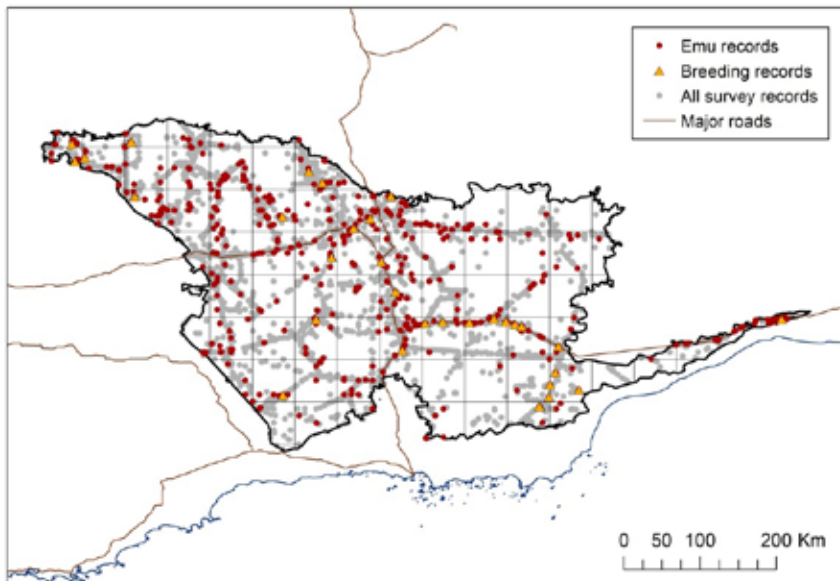 Emu records
Breeding records
All survey records
Major roads
0 50 100 200 Km